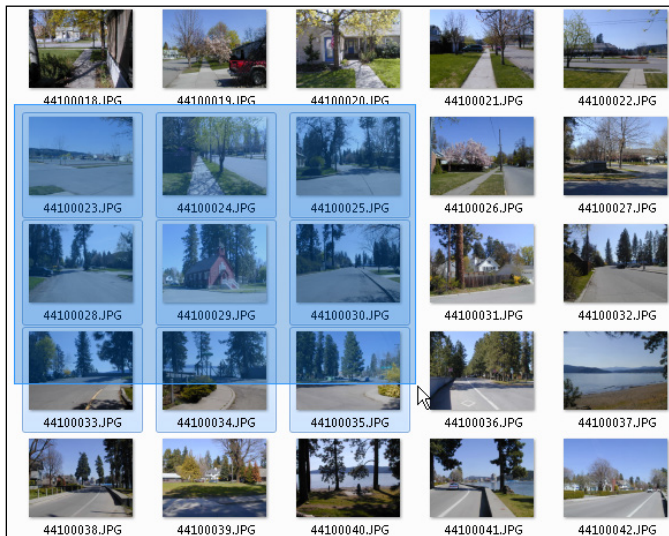 44100018.JPG 44100019.JPG 44100020.JPG 44100021.JPG 44100022.JPG
44100023.JPG 44100024.JPG 44100025.JPG 44100026.JPG 44100027.JPG
44100028.JPG 44100029.JPG 44100030.JPG 44100031.JPG 44100032.JPG
44100033.JPG 44100034.JPG 44100035.JPG 44100036.JPG 44100037.JPG
44100038.JPG 44100039.JPG 44100040.JPG 44100041.JPG 44100042.JPG